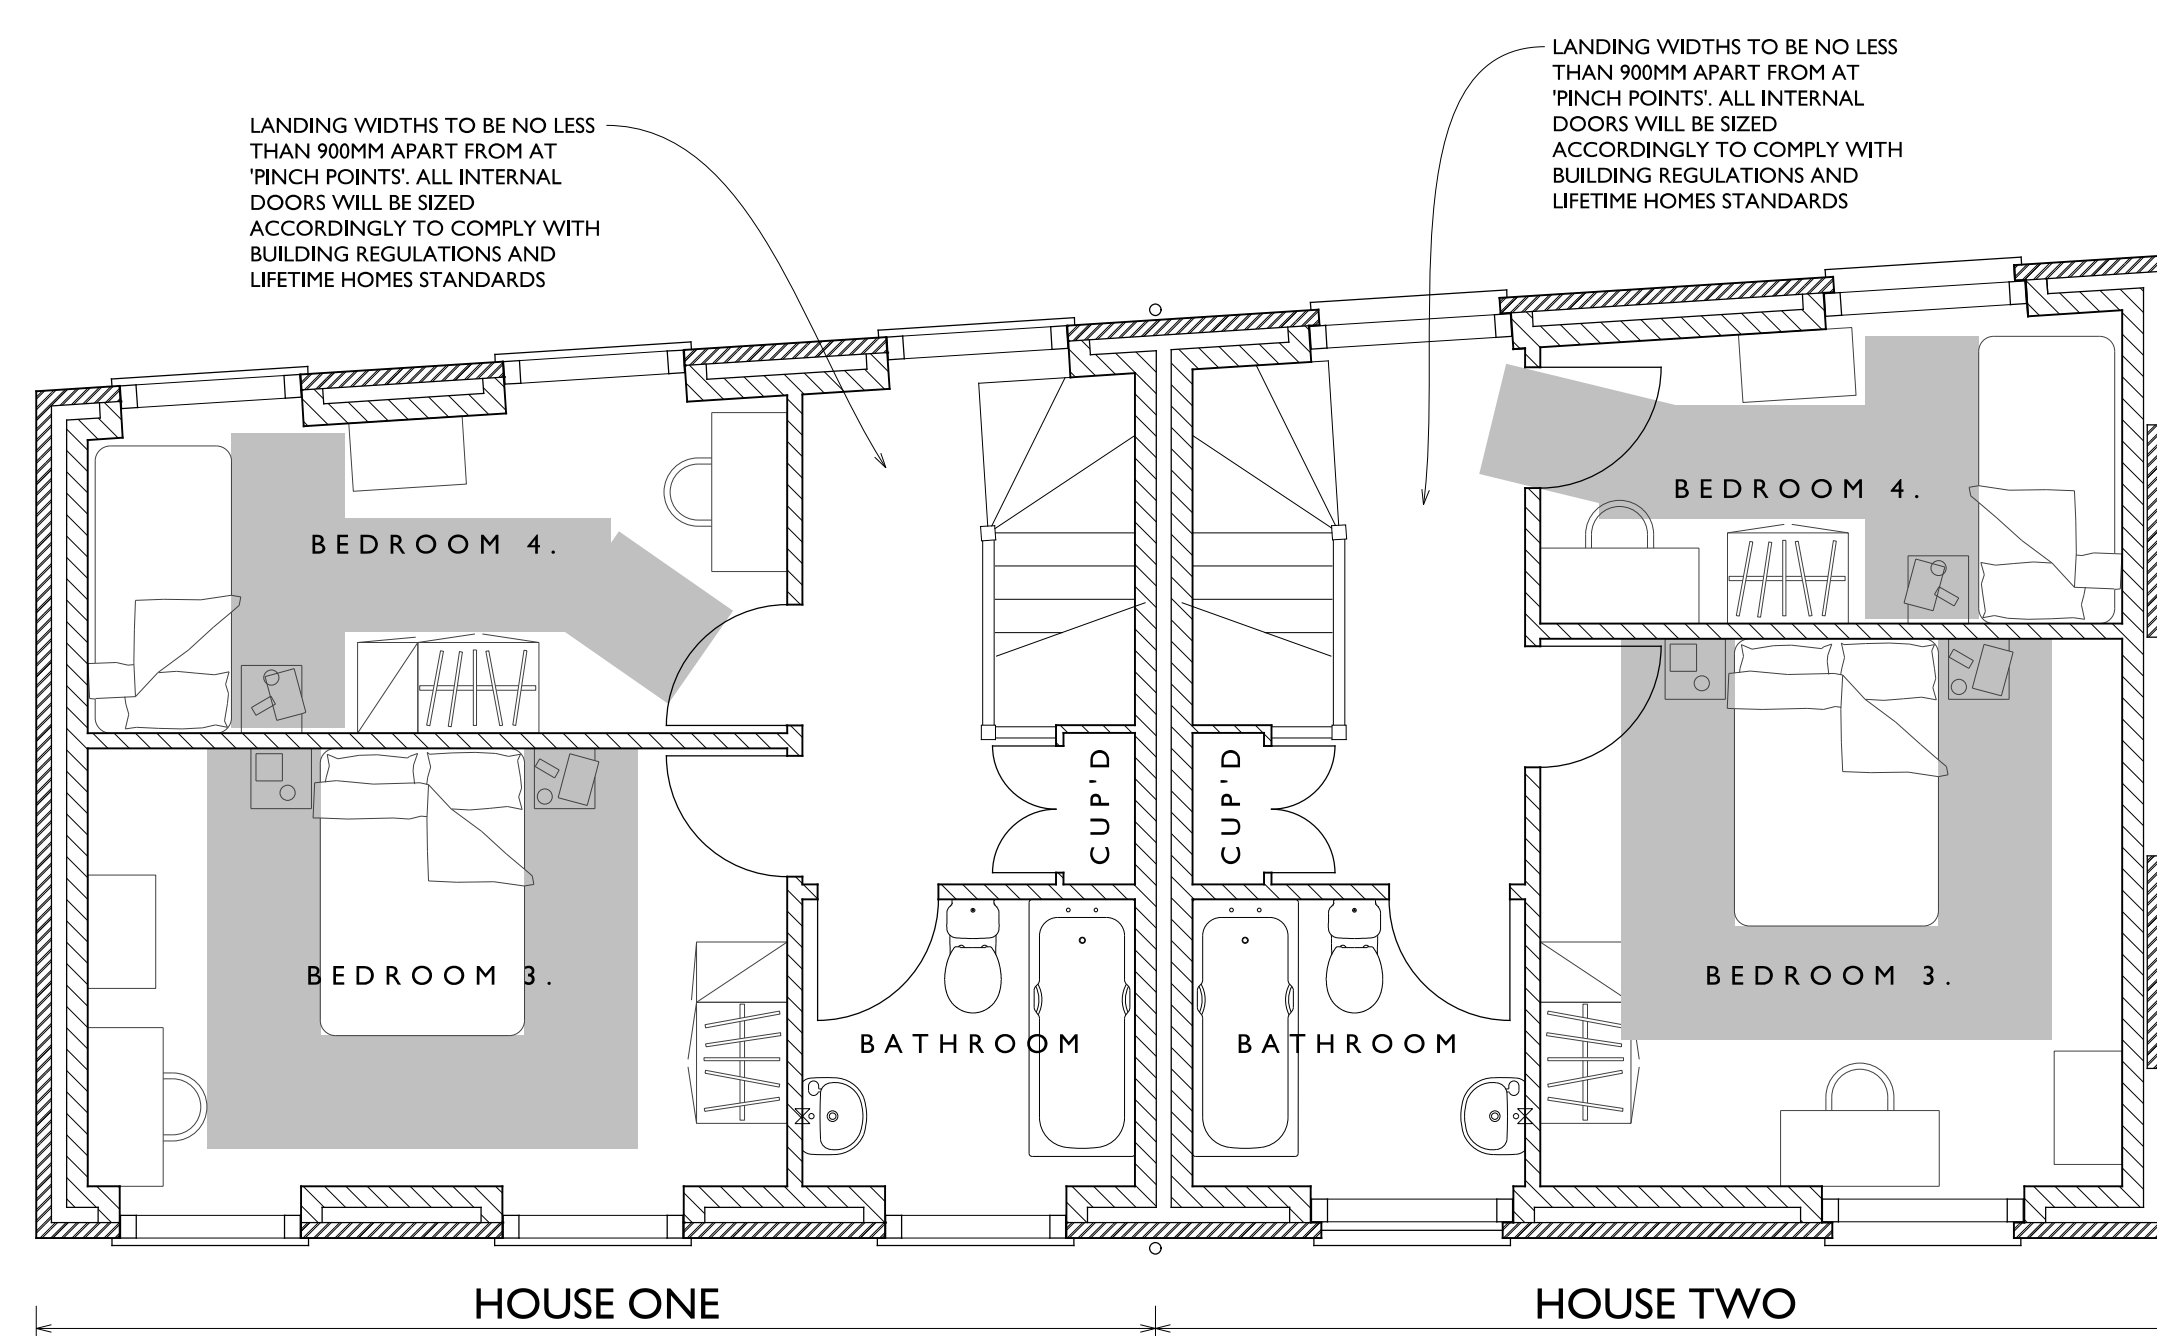 LANDING WIDTHS TO BE NO LESS
THAN 900MM APART FROM AT
'PINCH POINTS'. ALL INTERNAL
DOORS WILL BE SIZED
ACCORDINGLY TO COMPLY WITH
BUILDING REGULATIONS AND
LIFETIME HOMES STANDARDS
LANDING WIDTHS TO BE NO LESS
THAN 900MM APART FROM AT
'PINCH POINTS'. ALL INTERNAL
DOORS WILL BE SIZED
ACCORDINGLY TO COMPLY WITH
BUILDING REGULATIONS AND
LIFETIME HOMES STANDARDS
BEDROOM 4.
BEDROOM 4.
CUP'D
CUP'D
BEDROOM 3.
BEDROOM 3.
BATHROOM
BATHROOM
HOUSE ONE
HOUSE TWO